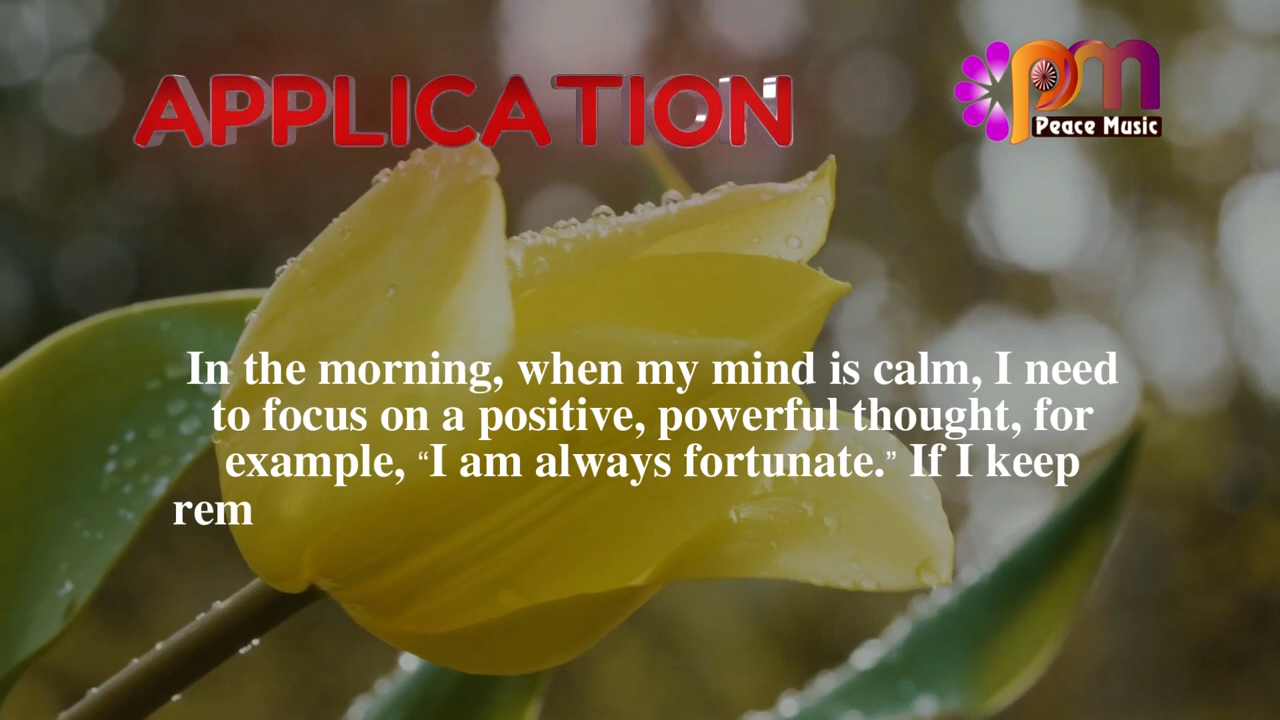 APPLICATION
pm
Peace Music
In the morning, when my mind is calm, I need
to focus on a positive, powerful thought, for
example, “I am always fortunate.” If I keep
rem